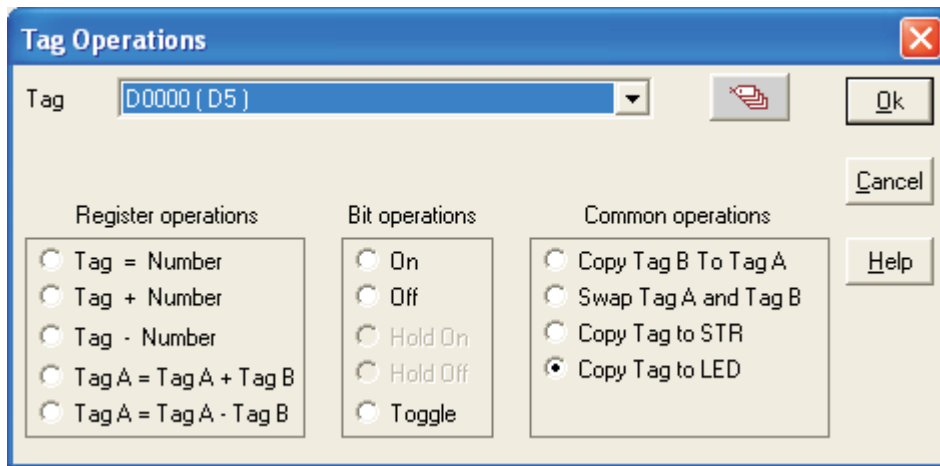 Tag Operations
Tag D0000 ( D5 ) Ok
Cancel
Register operations Bit operations Common operations
Tag = Number On Copy Tag B To Tag A Help
Tag + Number Off Swap Tag A and Tag B
Tag - Number Hold On Copy Tag to STR
Tag A = Tag A + Tag B Hold Off Copy Tag to LED
Tag A = Tag A - Tag B Toggle